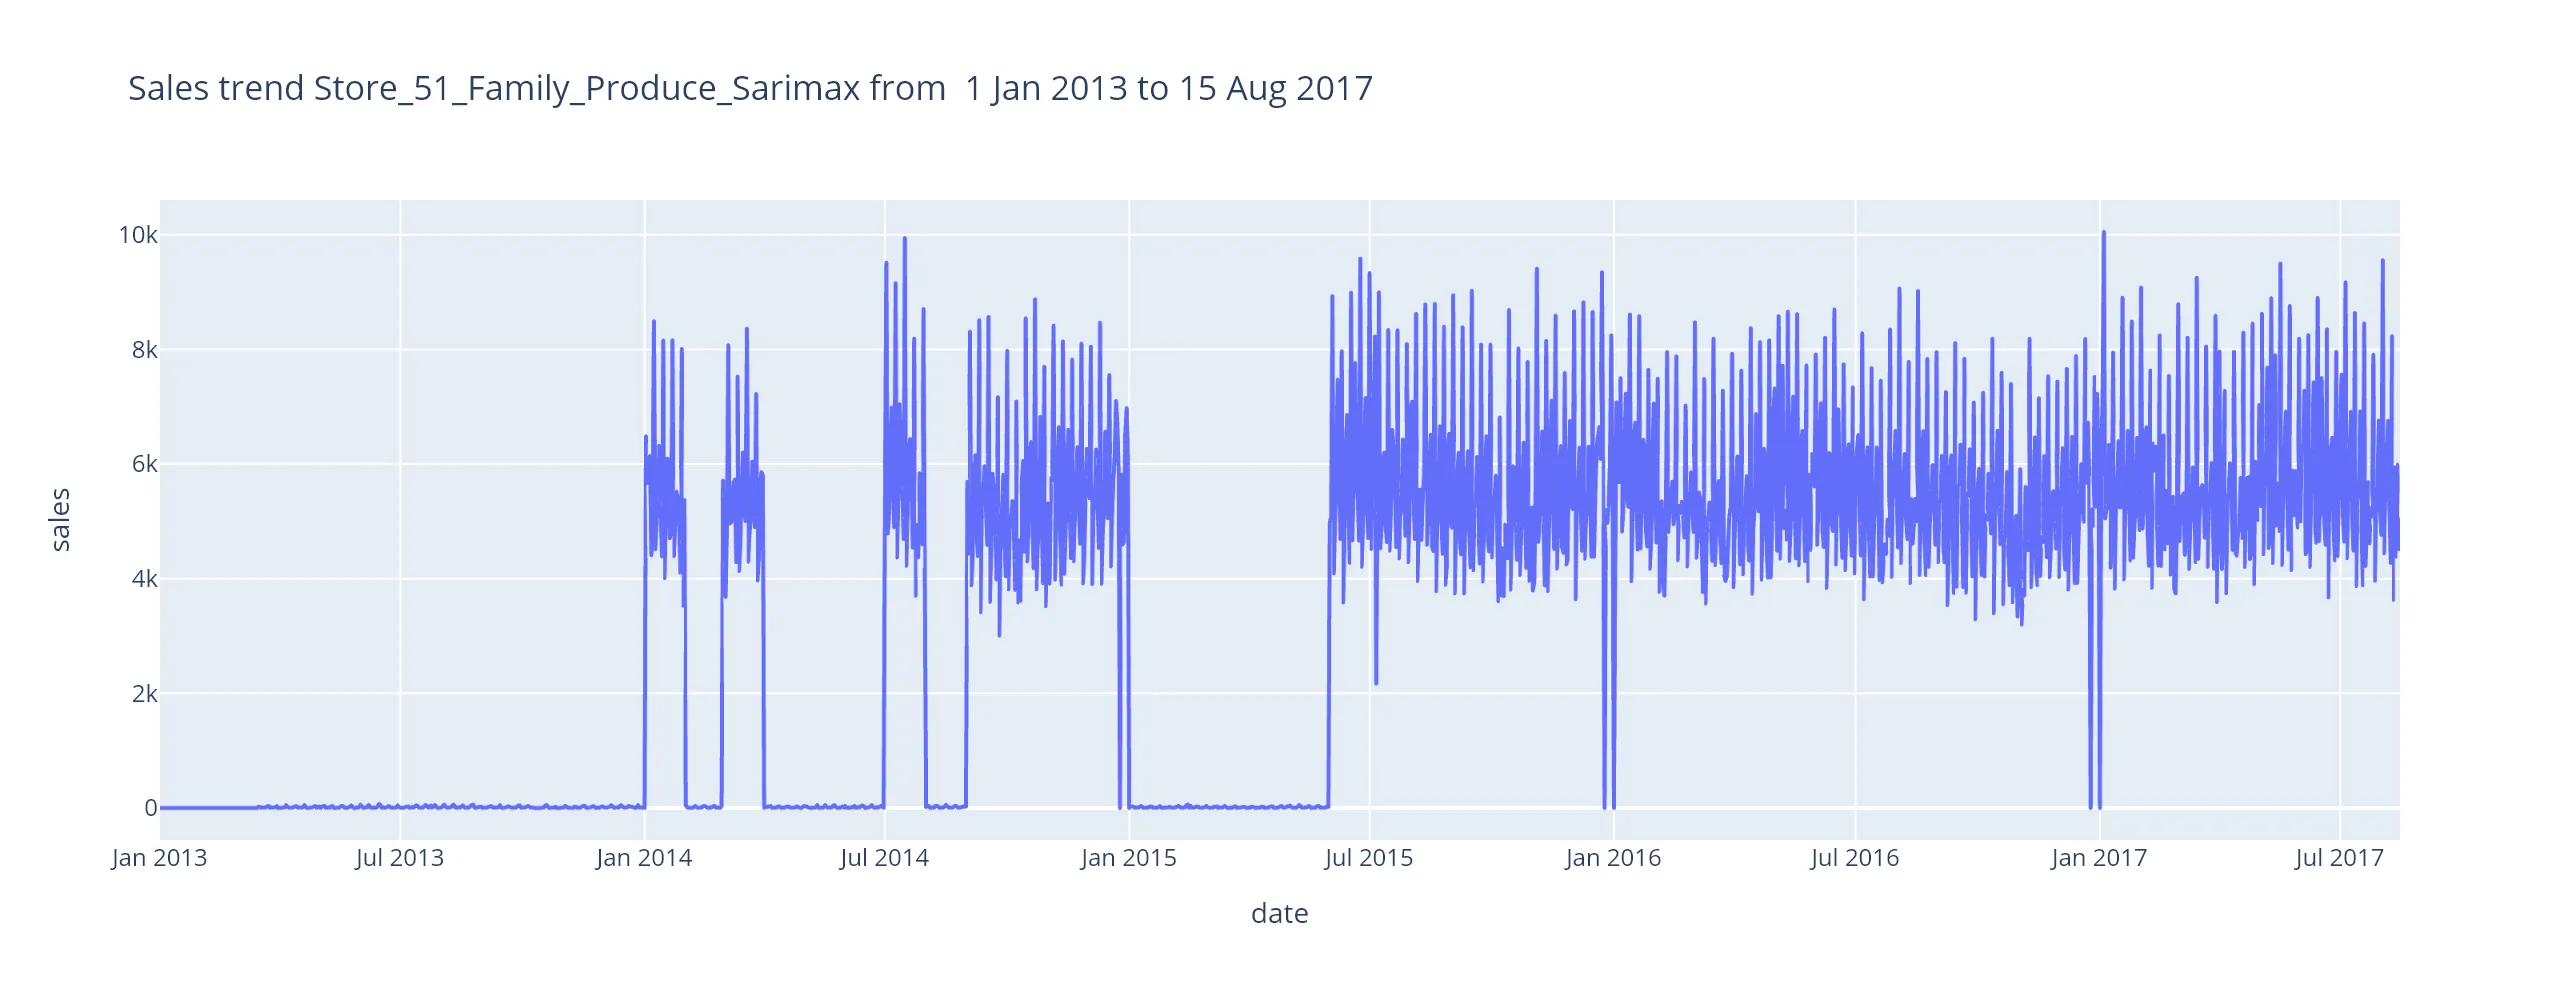 Sales trend Store_51_Family_Produce_Sarimax from  1 Jan 2013 to 15 Aug 2017
10k
8k
6k
4k
2k
0
sales
Jan 2013
Jul 2013
Jan 2014
Jul 2014
Jan 2015
Jul 2015
Jan 2016
Jul 2016
Jan 2017
Jul 2017
date